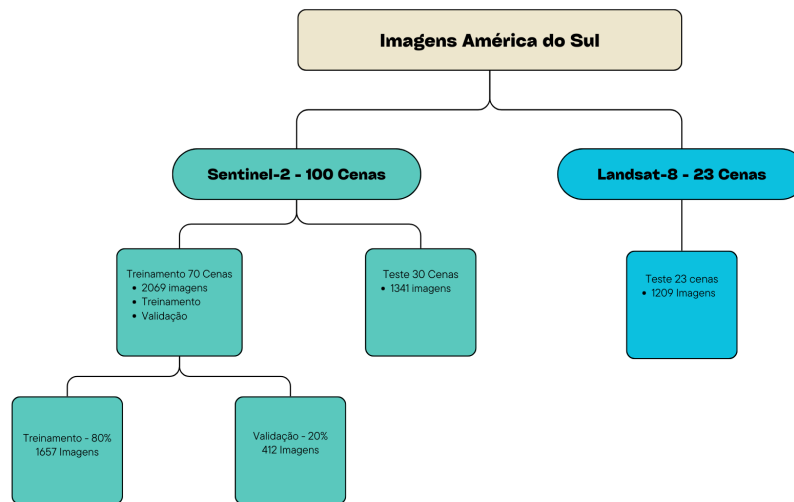 Imagens América do Sul
Sentinel-2 - 100 Cenas
Landsat-8 - 23 Cenas
Treinamento 70 Cenas
• 2069 imagens
• Treinamento
• Validação
Teste 30 Cenas
• 1341 imagens
Teste 23 cenas
• 1209 Imagens
Treinamento - 80%
1657 Imagens
Validação - 20%
412 Imagens